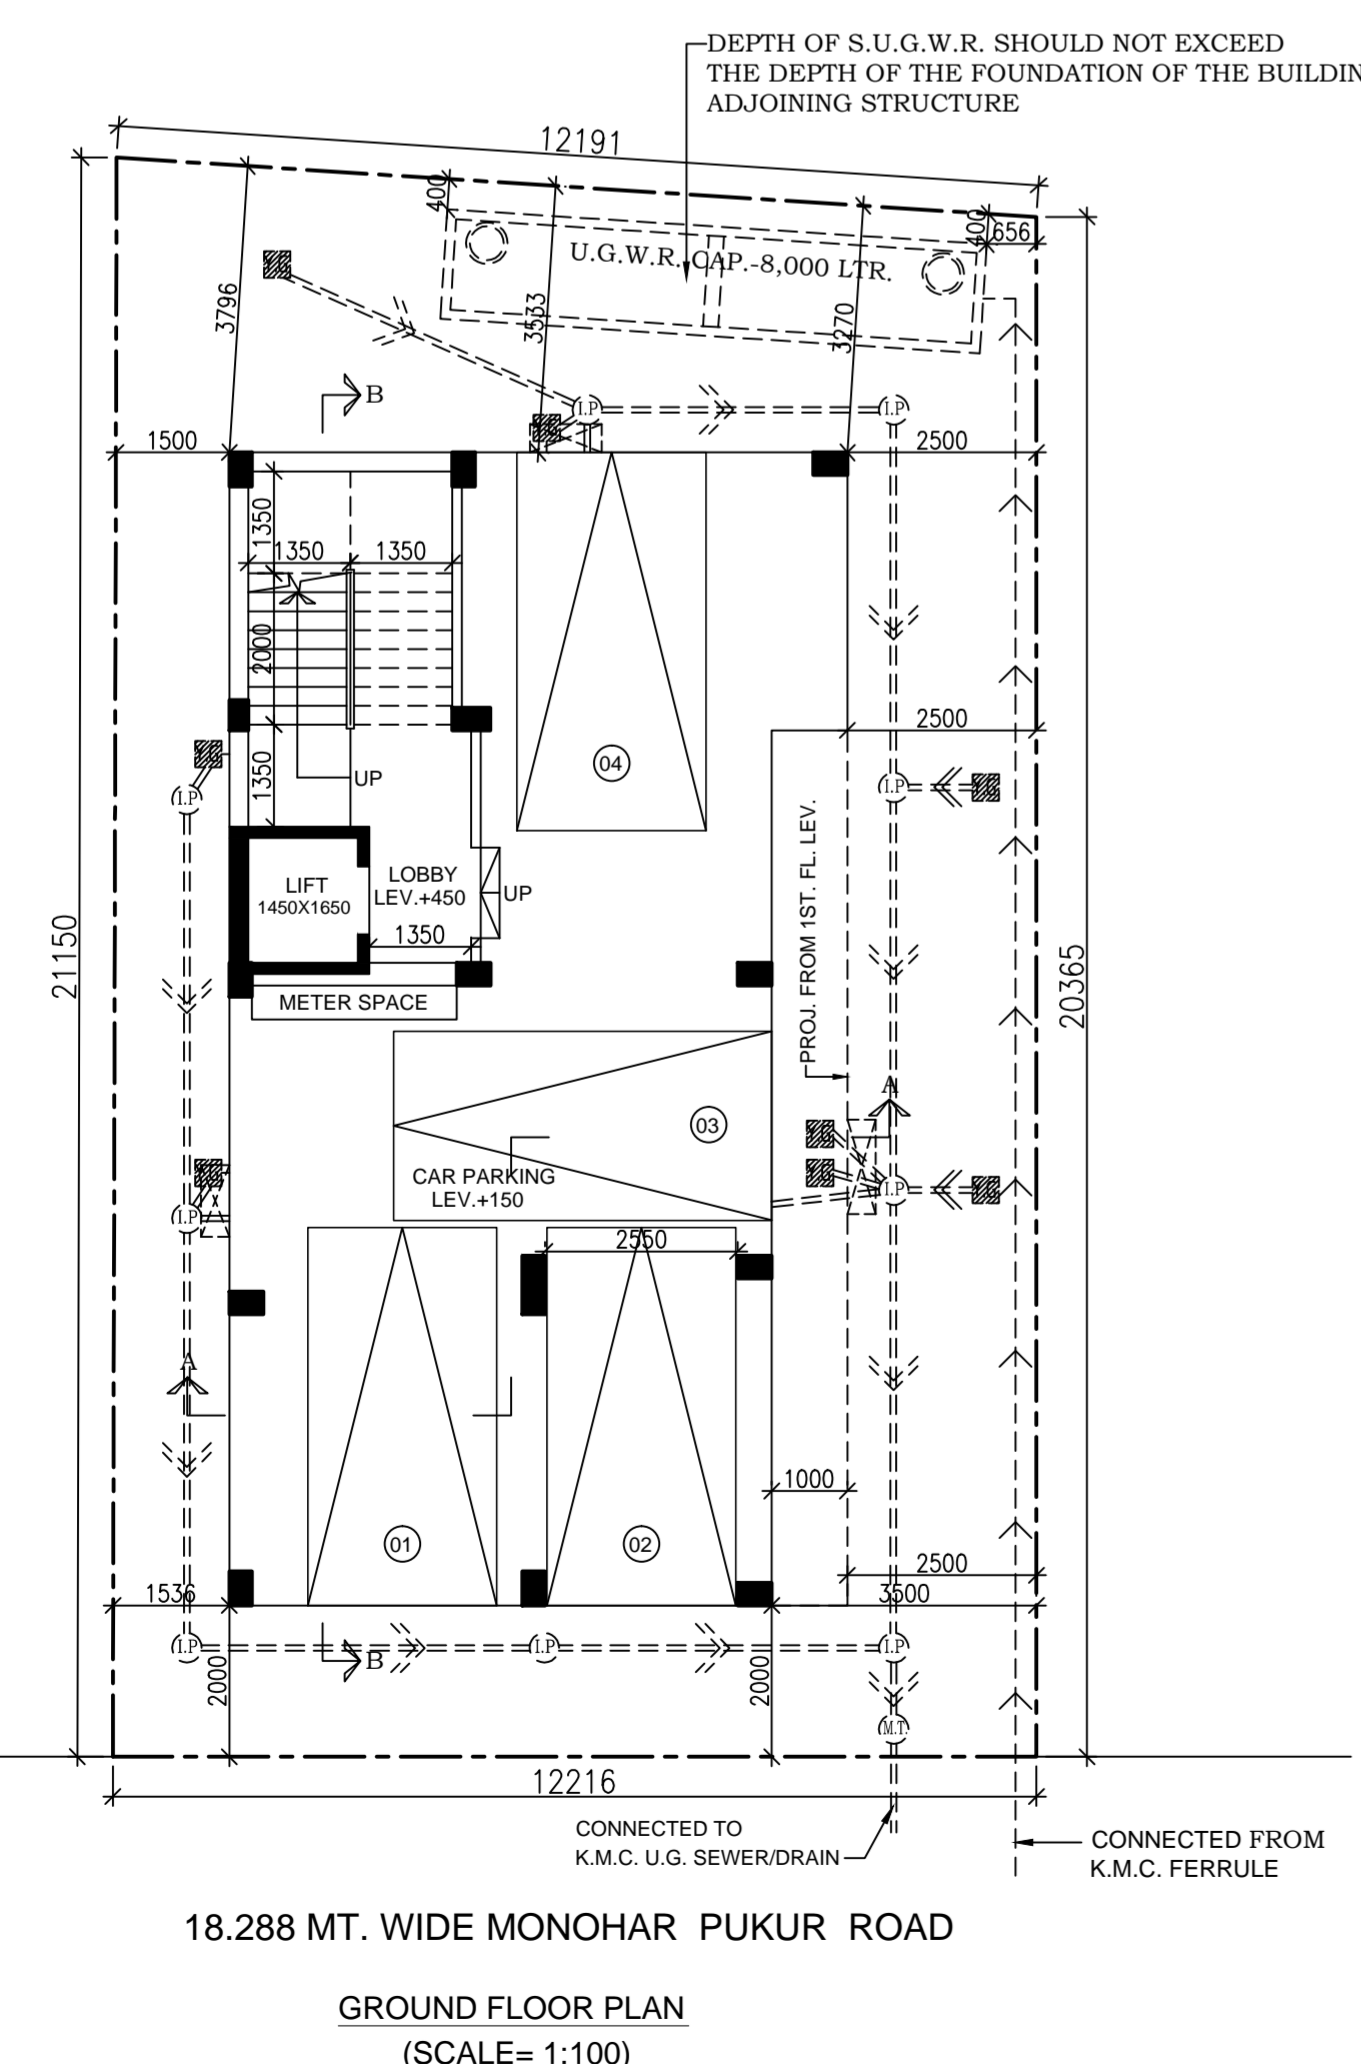 DEPTH OF S.U.G.W.R. SHOULD NOT EXCEED
THE DEPTH OF THE FOUNDATION OF THE BUILDIN
ADJOINING STRUCTURE
12191
400
400
656
U.G.W.R. CAP.-8,000 LTR.
Y.G
3796
3533
3270
B
I.P
I.P
Y.G
1500
2500
1350
1350
1350
2000
2500
Y.G
04
I.P
UP
1350
I.P
Y.G
PROJ. FROM 1ST. FL. LEV.
LIFT
1450X1650
LOBBY
LEV.+450
UP
1350
21150
20365
METER SPACE
A
03
Y.G
Y.G
Y.G
CAR PARKING
LEV.+150
I.P
Y.G
I.P
2550
A
1000
01
02
2500
1536
3500
I.P
I.P
I.P
B
2000
2000
M.T.
12216
CONNECTED TO
K.M.C. U.G. SEWER/DRAIN
CONNECTED FROM
K.M.C. FERRULE
18.288 MT. WIDE MONOHAR PUKUR ROAD
GROUND FLOOR PLAN
(SCALE= 1:100)